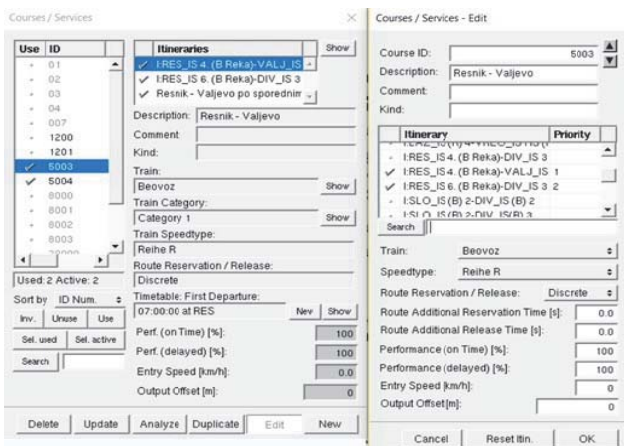 Courses / Services
Use ID
01
02
03
04
007
1200
1201
5003
5004
8000
8001
8002
8003
Used: 2 Active: 2
Sort by ID Num.
Inv. Unuse Use
Sel. used Sel. active
Search
Itineraries
Show
I:RES_IS 4. (B Reka)-VALJ_IS
I:RES_IS 6. (B Reka)-DIV_IS 3
Resnik - Valjevo po sporednim
Description: Resnik - Valjevo
Comment:
Kind:
Train:
Beovoz Show
Train Category:
Category 1 Show
Train Speedtype:
Reihe R
Route Reservation / Release:
Discrete
Timetable: First Departure:
07:00:00 at RES Nev Show
Perf. (on Time) [%]: 100
Perf. (delayed) [%]: 100
Entry Speed [km/h]: 0.0
Output Offset [m]: 0
Delete Update Analyze Duplicate Edit New
Courses / Services - Edit
Course ID: 5003
Description: Resnik - Valjevo
Comment:
Kind:
Itinerary Priority
I:RES_IS 4. (B Reka)-DIV_IS 3
I:RES_IS 4. (B Reka)-VALJ_IS 1
I:RES_IS 6. (B Reka)-DIV_IS 3 2
I:SLO_IS (B) 2-DIV_IS (B) 2
I:SLO_IS (B) 2-DIV_IS (B) 3
Search
Train: Beovoz
Speedtype: Reihe R
Route Reservation / Release: Discrete
Route Additional Reservation Time [s]: 0.0
Route Additional Release Time [s]: 0.0
Performance (on Time) [%]: 100
Performance (delayed) [%]: 100
Entry Speed [km/h]: 0
Output Offset [m]: 0
Cancel Reset Itin. OK